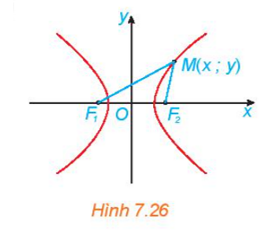 y
M(x ; y)
F₁ O F₂ x
Hình 7.26